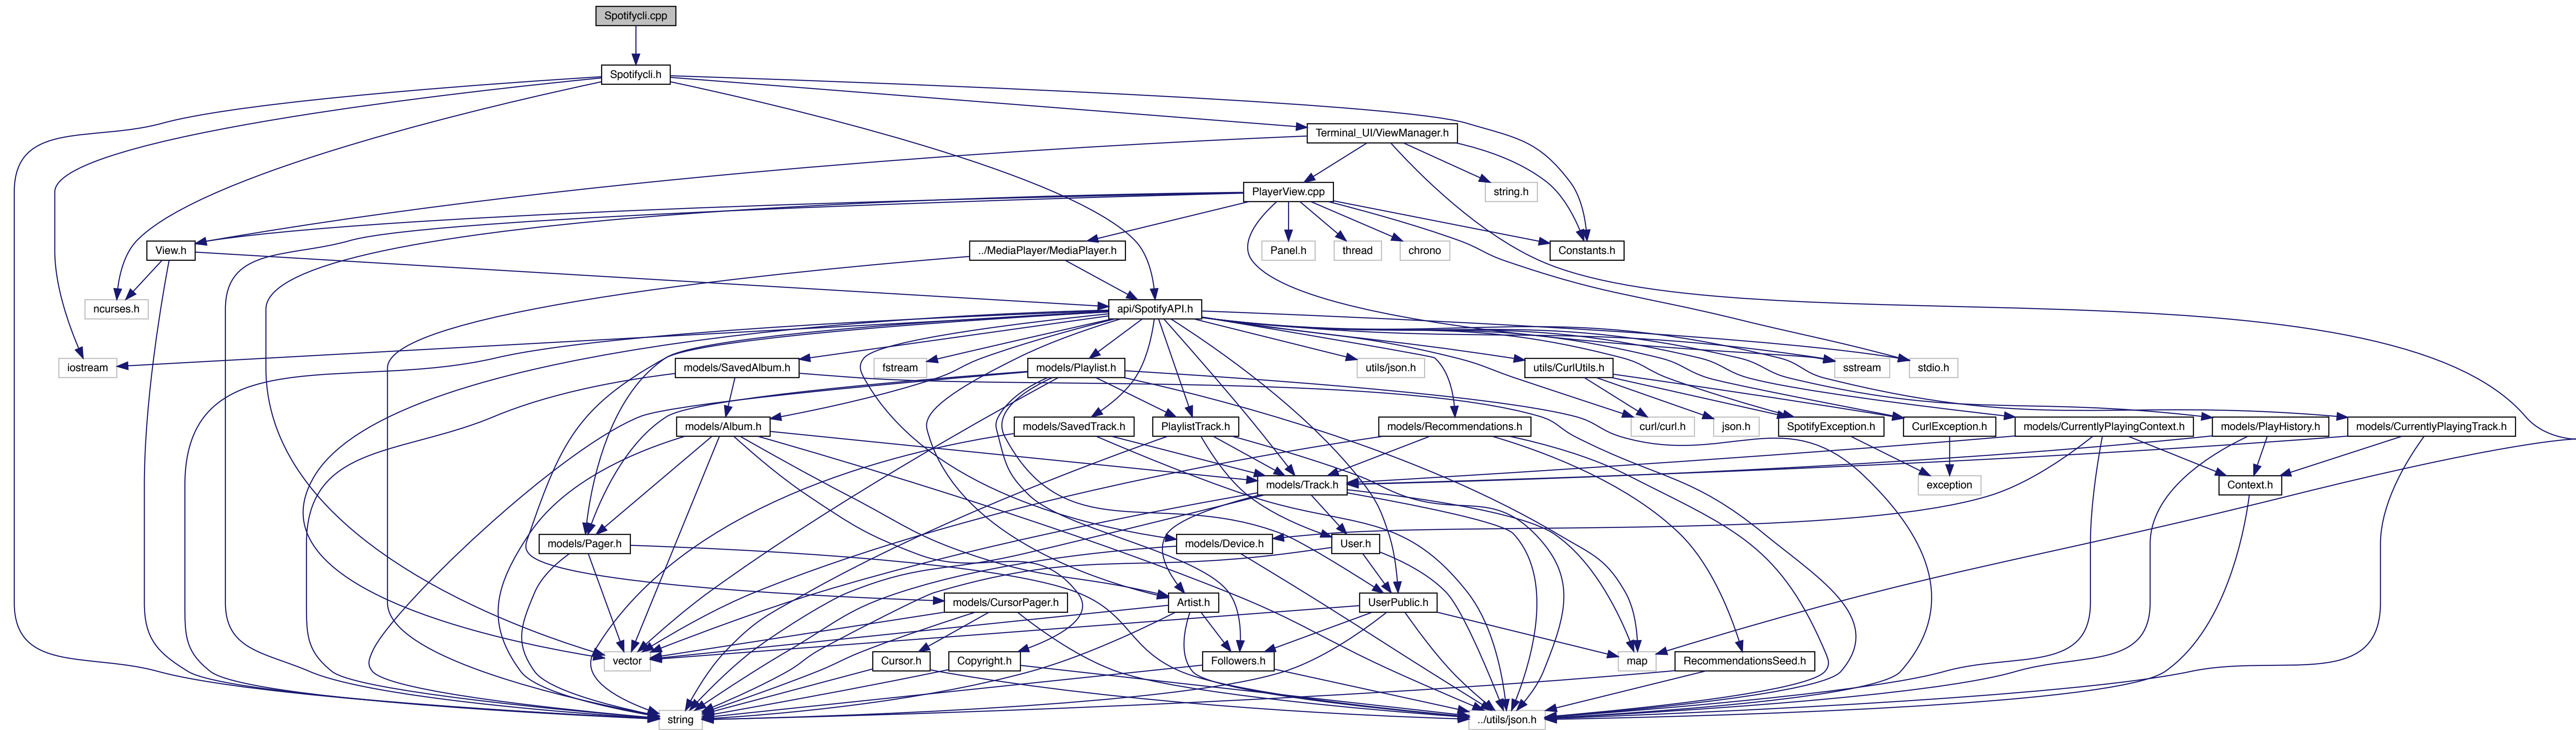 Spotifycli.cpp
Spotifycli.h
Terminal_UI/ViewManager.h
PlayerView.cpp
string.h
View.h
../MediaPlayer/MediaPlayer.h
Panel.h
thread
chrono
Constants.h
ncurses.h
api/SpotifyAPI.h
iostream
models/SavedAlbum.h
fstream
models/Playlist.h
utils/json.h
utils/CurlUtils.h
sstream
stdio.h
models/Album.h
models/SavedTrack.h
PlaylistTrack.h
models/Recommendations.h
curl/curl.h
json.h
SpotifyException.h
CurlException.h
models/CurrentlyPlayingContext.h
models/PlayHistory.h
models/CurrentlyPlayingTrack.h
models/Track.h
exception
Context.h
models/Pager.h
models/Device.h
User.h
models/CursorPager.h
Artist.h
UserPublic.h
vector
Cursor.h
Copyright.h
Followers.h
map
RecommendationsSeed.h
string
../utils/json.h